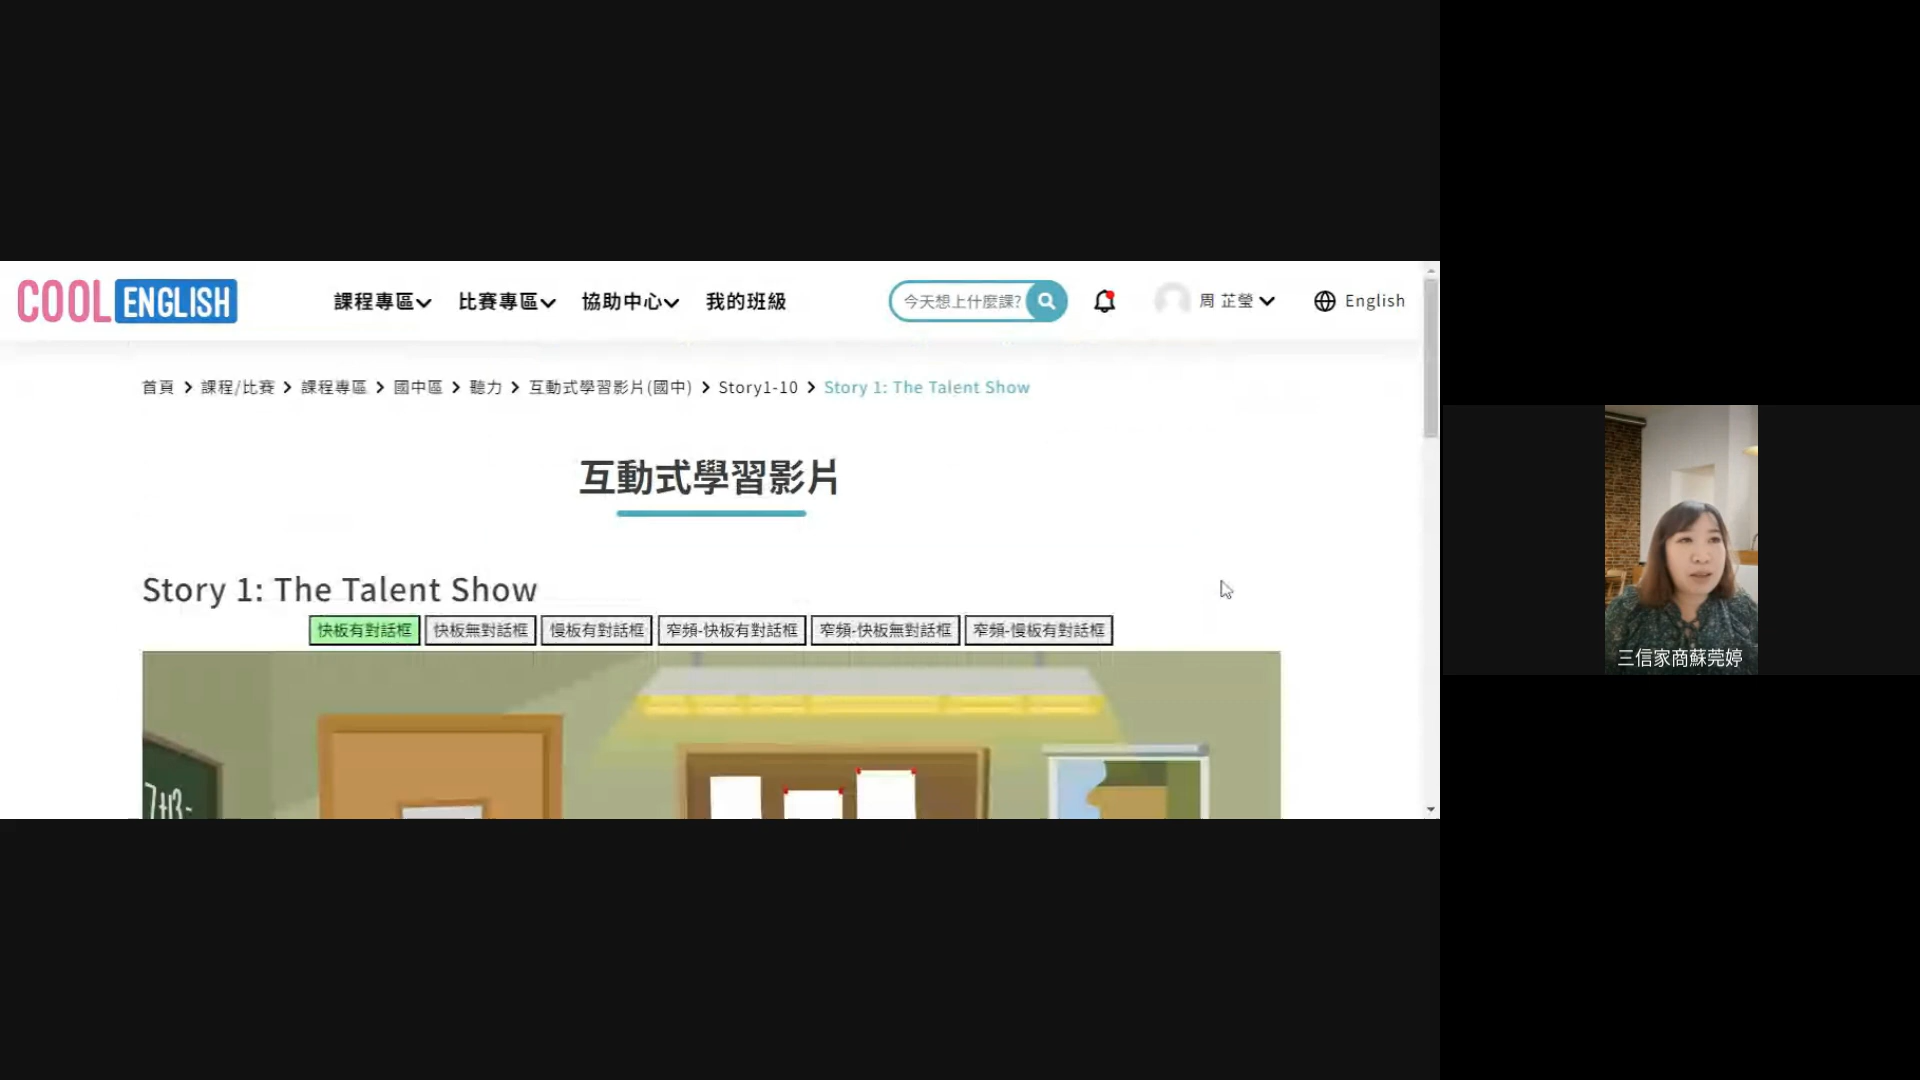 COOL ENGLISH
課程專區 比賽專區 協助中心 我的班級 今天想上什麼課? 周 芷瑩 English
首頁 > 課程/比賽 > 課程專區 > 國中區 > 聽力 > 互動式學習影片(國中) > Story1-10 > Story 1: The Talent Show
互動式學習影片
Story 1: The Talent Show
快板有對話框 快板無對話框 慢板有對話框 窄頻-快板有對話框 窄頻-快板無對話框 窄頻-慢板有對話框
7+13-
三信家商蘇莞婷